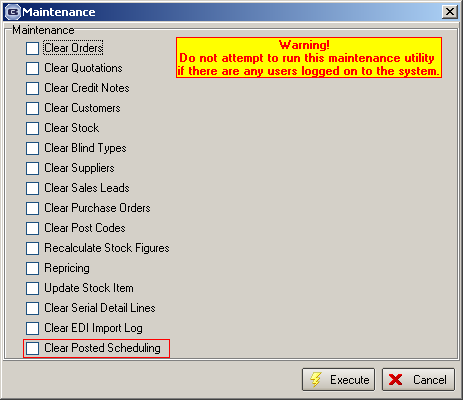 Maintenance
Maintenance
Clear Orders
Warning!
Do not attempt to run this maintenance utility
if there are any users logged on to the system.
Clear Quotations
Clear Credit Notes
Clear Customers
Clear Stock
Clear Blind Types
Clear Suppliers
Clear Sales Leads
Clear Purchase Orders
Clear Post Codes
Recalculate Stock Figures
Repricing
Update Stock Item
Clear Serial Detail Lines
Clear EDI Import Log
Clear Posted Scheduling
Execute
Cancel